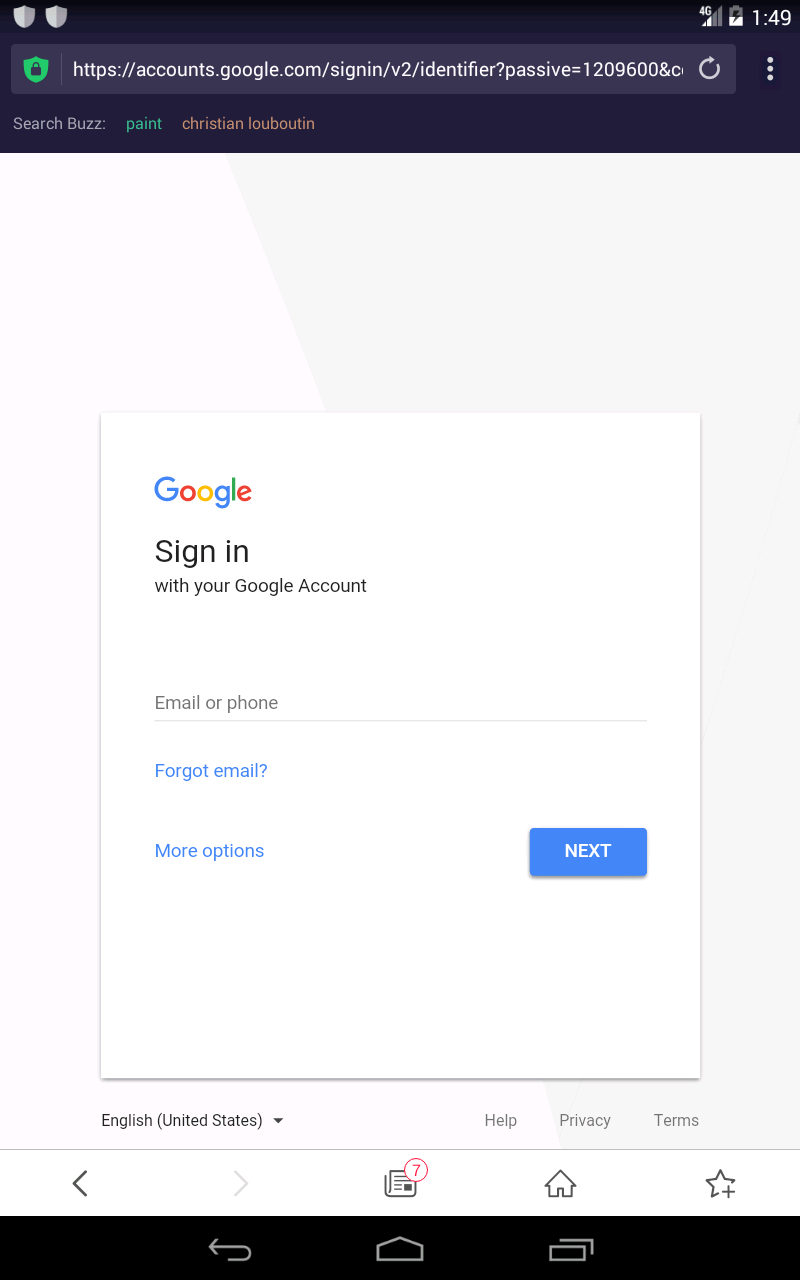 4G 1:49
https://accounts.google.com/signin/v2/identifier?passive=1209600&c
Search Buzz: paint christian louboutin
Google
Sign in
with your Google Account
Email or phone
Forgot email?
More options NEXT
English (United States) Help Privacy Terms
7